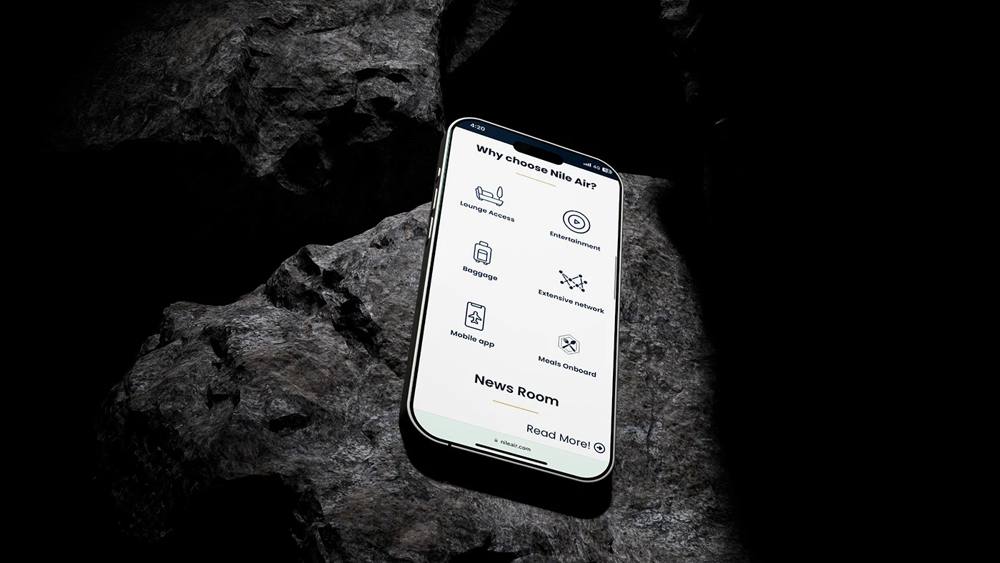 4:20
4G
Why choose Nile Air?
Lounge Access
Entertainment
Baggage
Extensive network
Mobile app
Meals Onboard
News Room
Read More!
nileair.com